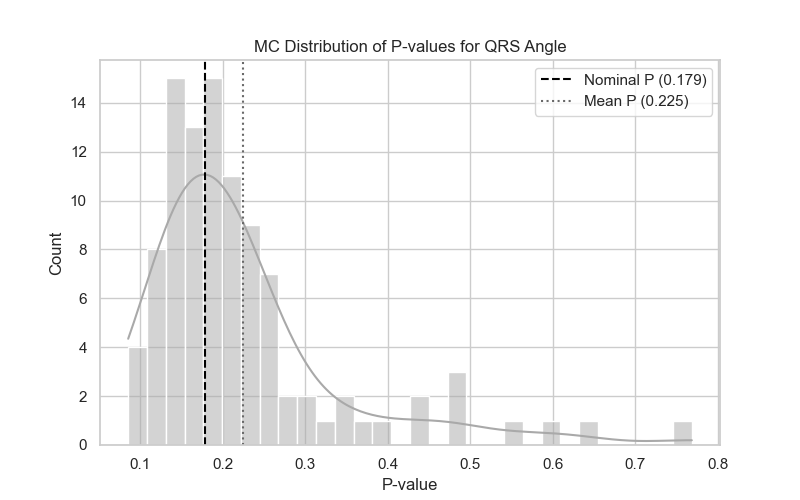 MC Distribution of P-values for QRS Angle
Nominal P (0.179)
Mean P (0.225)
14
12
10
8
6
4
2
0
Count
0.1 0.2 0.3 0.4 0.5 0.6 0.7 0.8
P-value